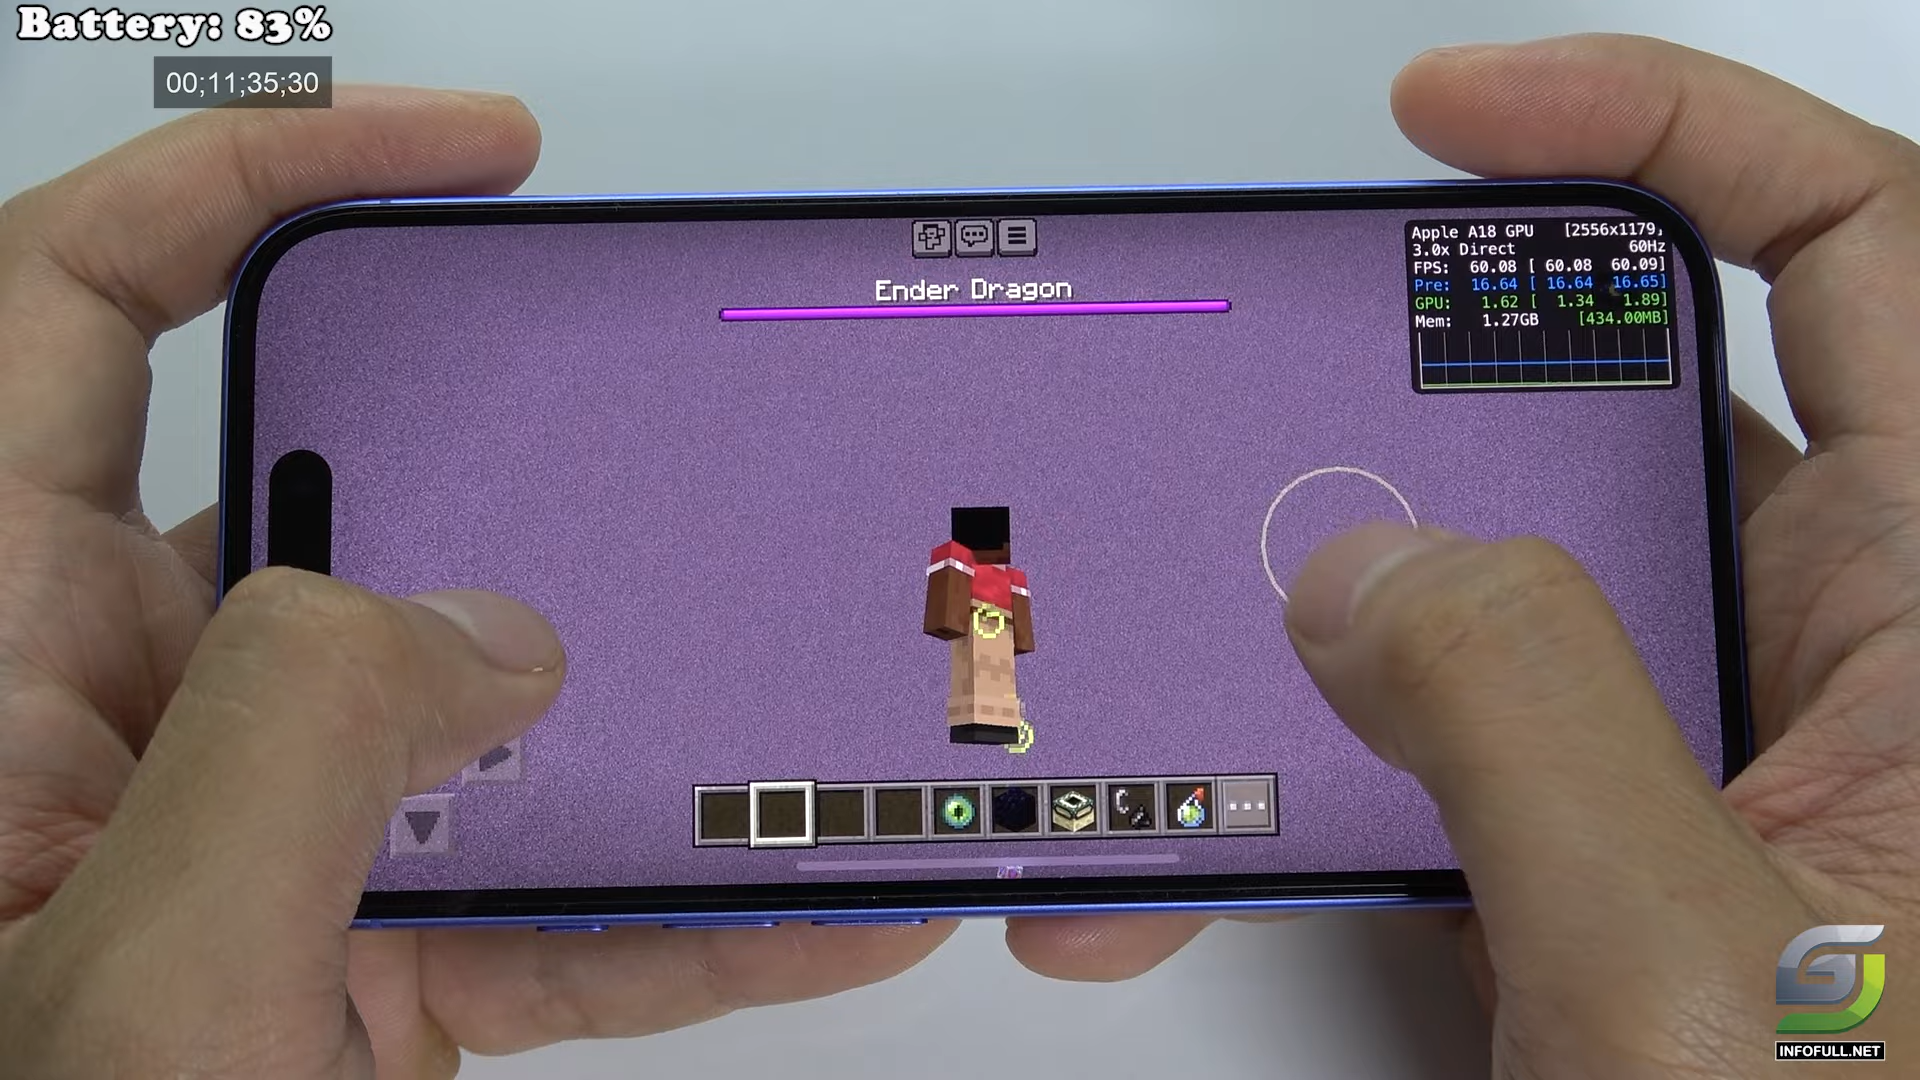 Battery: 83%
00;11;35;30
Ender Dragon
Apple A18 GPU [2556x1179]
3.0x Direct 60Hz
FPS: 60.08 [ 60.08 60.09]
Pre: 16.64 [ 16.64 16.65]
GPU: 1.62 [ 1.34 1.89]
Mem: 1.27GB [434.00MB]
INFOFULL.NET